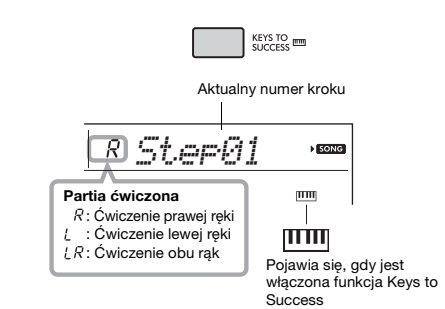 KEYS TO
SUCCESS
Aktualny numer kroku
R Step01
SONG
Partia ćwiczona
R: Ćwiczenie prawej ręki
L : Ćwiczenie lewej ręki
LR: Ćwiczenie obu rąk
Pojawia się, gdy jest
włączona funkcja Keys to
Success